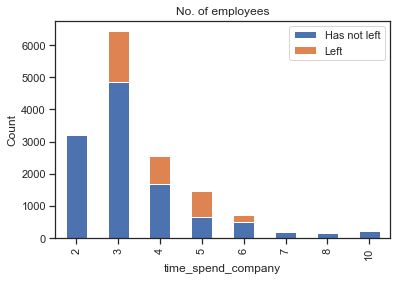 No. of employees
Has not left
Left
Count
6000
5000
4000
3000
2000
1000
0
2 3 4 5 6 7 8 10
time_spend_company